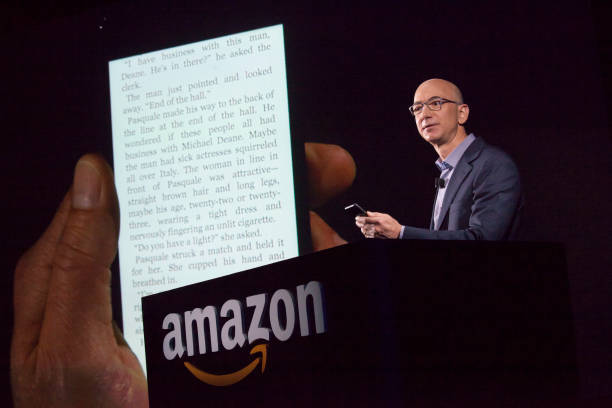 "I have business with this man,
Deane. He's in there?" he asked the
clerk.
The man just pointed and looked
away. "End of the hall."
Pasquale made his way to the back of
the line at the end of the hall. He
wondered if these people all had
business with Michael Deane. Maybe
the man had sick actresses squirreled
all over Italy. The woman in line in
front of Pasquale was attractive—
straight brown hair and long legs,
maybe his age, twenty-two or twenty-
three, wearing a tight dress and
nervously fingering an unlit cigarette.
"Do you have a light?" she asked.
Pasquale struck a match and held it
for her. She cupped his hand and
breathed in.
amazon